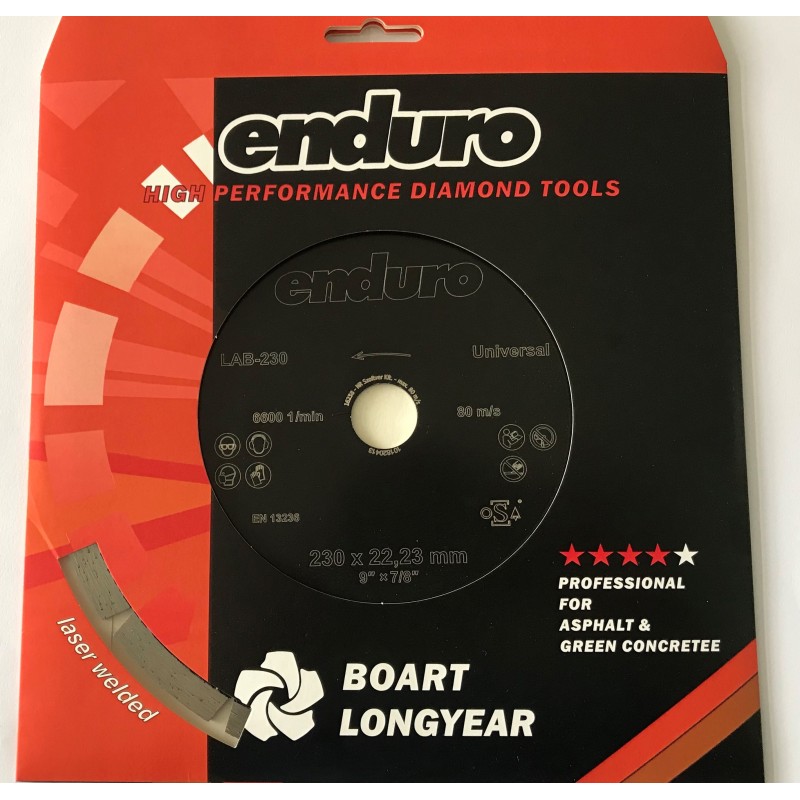 enduro
HIGH PERFORMANCE DIAMOND TOOLS
enduro
LAB-230
Universal
6600 1/min
80 m/s
EN 13236
OSA
230 x 22,23 mm
9" x 7/8"
PROFESSIONAL
FOR
ASPHALT &
GREEN CONCRETEE
laser welded
BOART
LONGYEAR